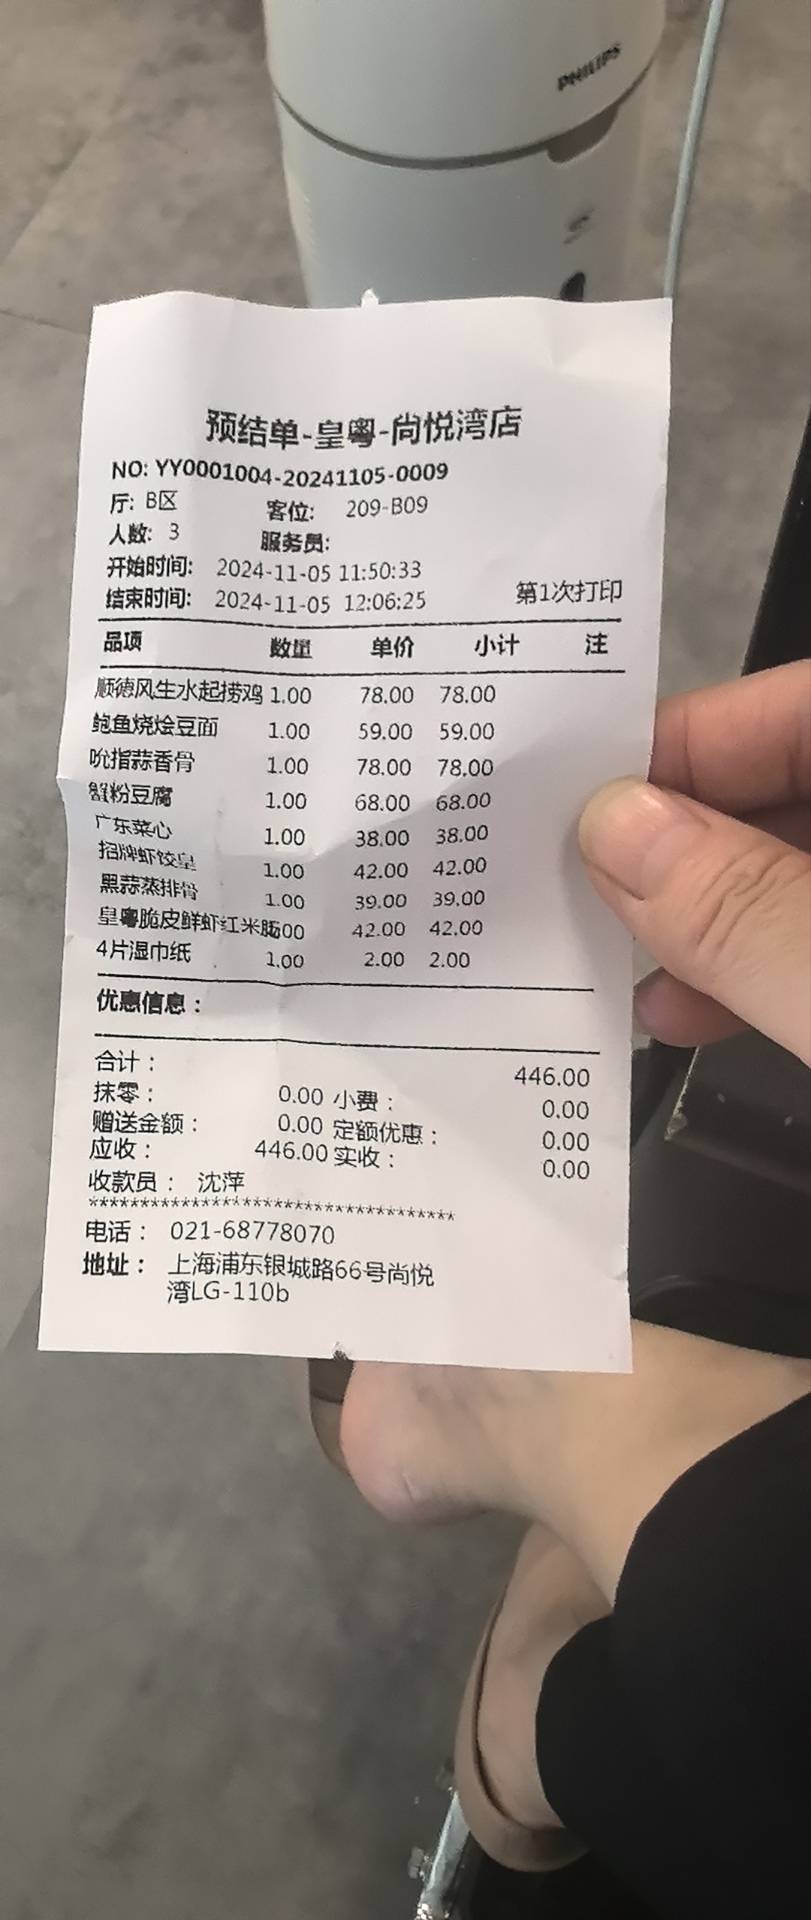 PHILIPS
预结单-皇粤-尚悦湾店
NO: YY0001004-20241105-0009
厅: B区 客位: 209-B09
人数: 3 服务员:
开始时间: 2024-11-05 11:50:33
结束时间: 2024-11-05 12:06:25 第1次打印
品项 数量 单价 小计 注
顺德风生水起捞鸡 1.00 78.00 78.00
鲍鱼烧烩豆面 1.00 59.00 59.00
吮指蒜香骨 1.00 78.00 78.00
蟹粉豆腐 1.00 68.00 68.00
广东菜心 1.00 38.00 38.00
招牌虾饺皇 1.00 42.00 42.00
黑蒜蒸排骨 1.00 39.00 39.00
皇粤脆皮鲜虾红米肠 .00 42.00 42.00
4片湿巾纸 1.00 2.00 2.00
优惠信息：
合计： 446.00
抹零： 0.00 小费： 0.00
赠送金额： 0.00 定额优惠： 0.00
应收： 446.00 实收： 0.00
收款员： 沈萍
************************************
电话： 021-68778070
地址： 上海浦东银城路66号尚悦
湾LG-110b